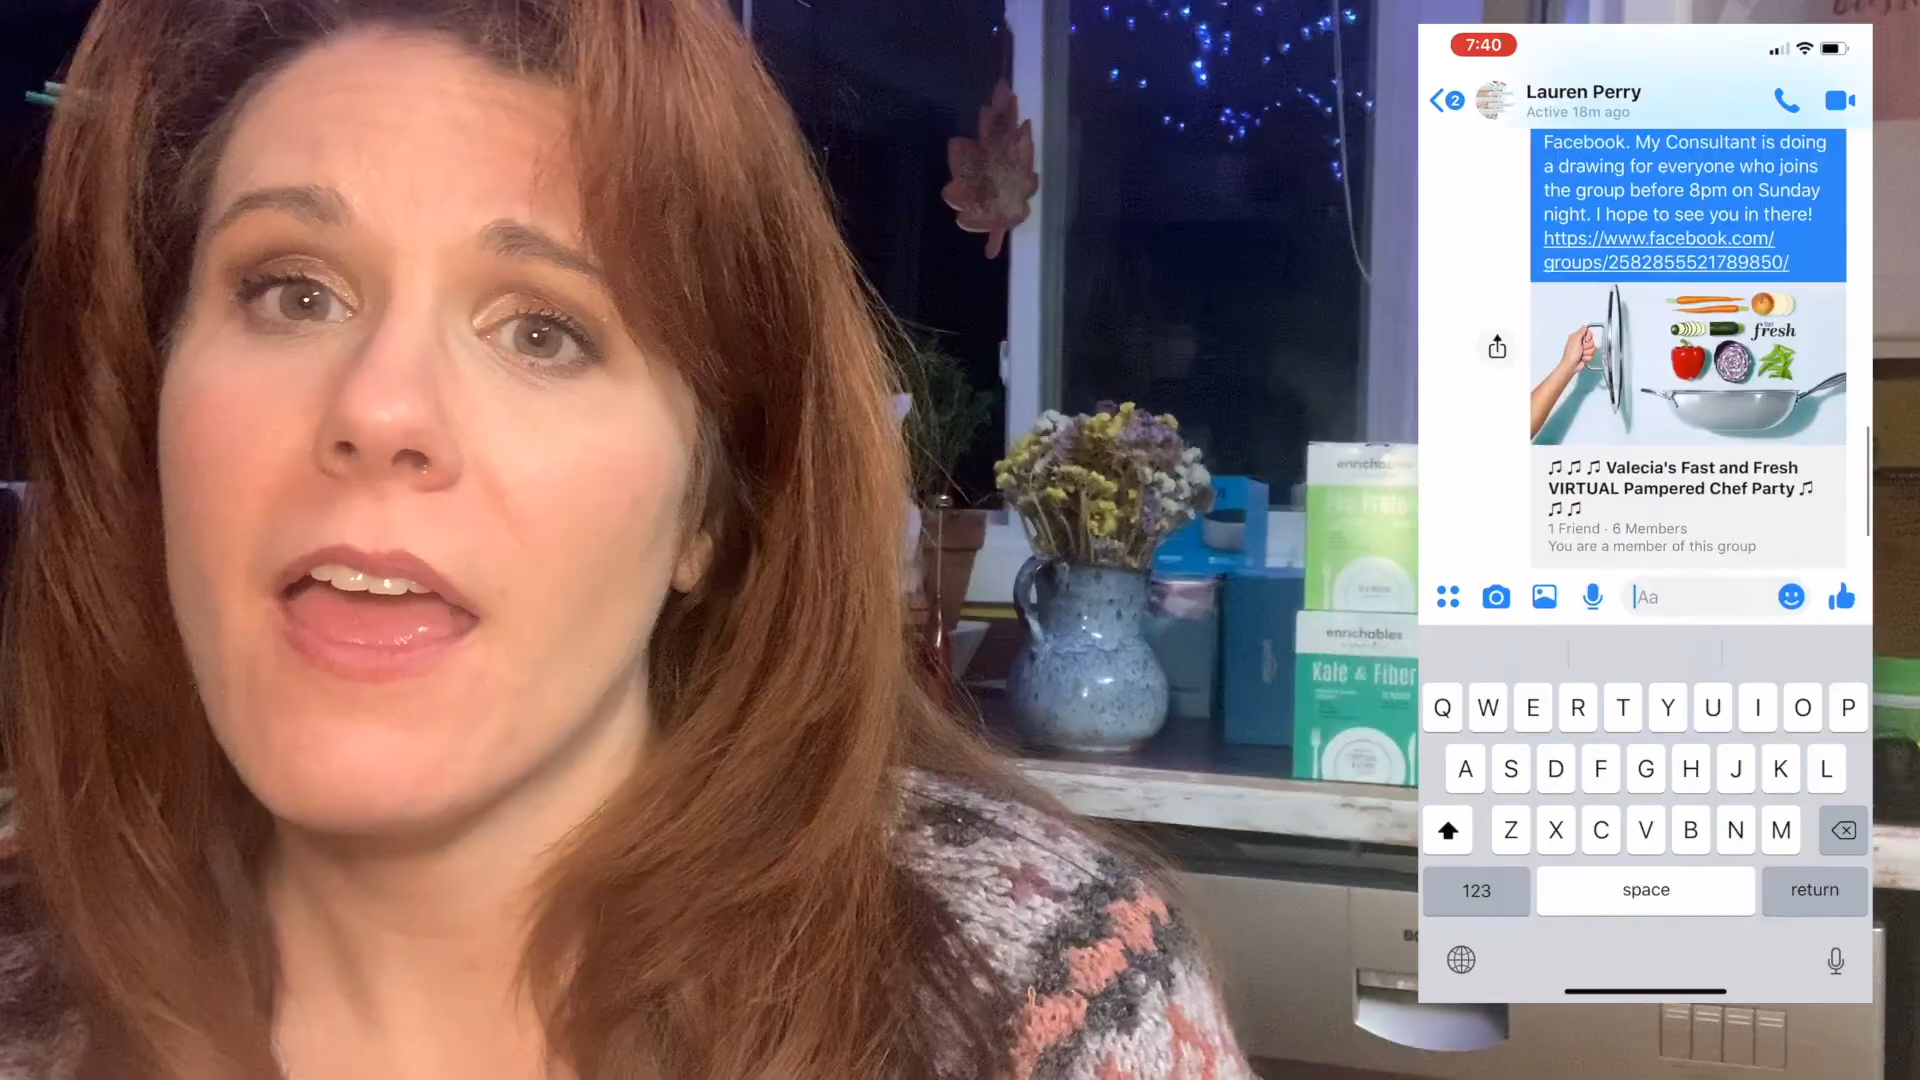 7:40
2
Lauren Perry
Active 18m ago
Facebook. My Consultant is doing
a drawing for everyone who joins
the group before 8pm on Sunday
night. I hope to see you in there!
https://www.facebook.com/
groups/2582855521789850/
fresh
🎵 🎵 🎵 Valecia's Fast and Fresh
VIRTUAL Pampered Chef Party 🎵
🎵 🎵
1 Friend · 6 Members
You are a member of this group
Aa
Q W E R T Y U I O P
A S D F G H J K L
Z X C V B N M
123 space return
enrichables
Kale & Fiber